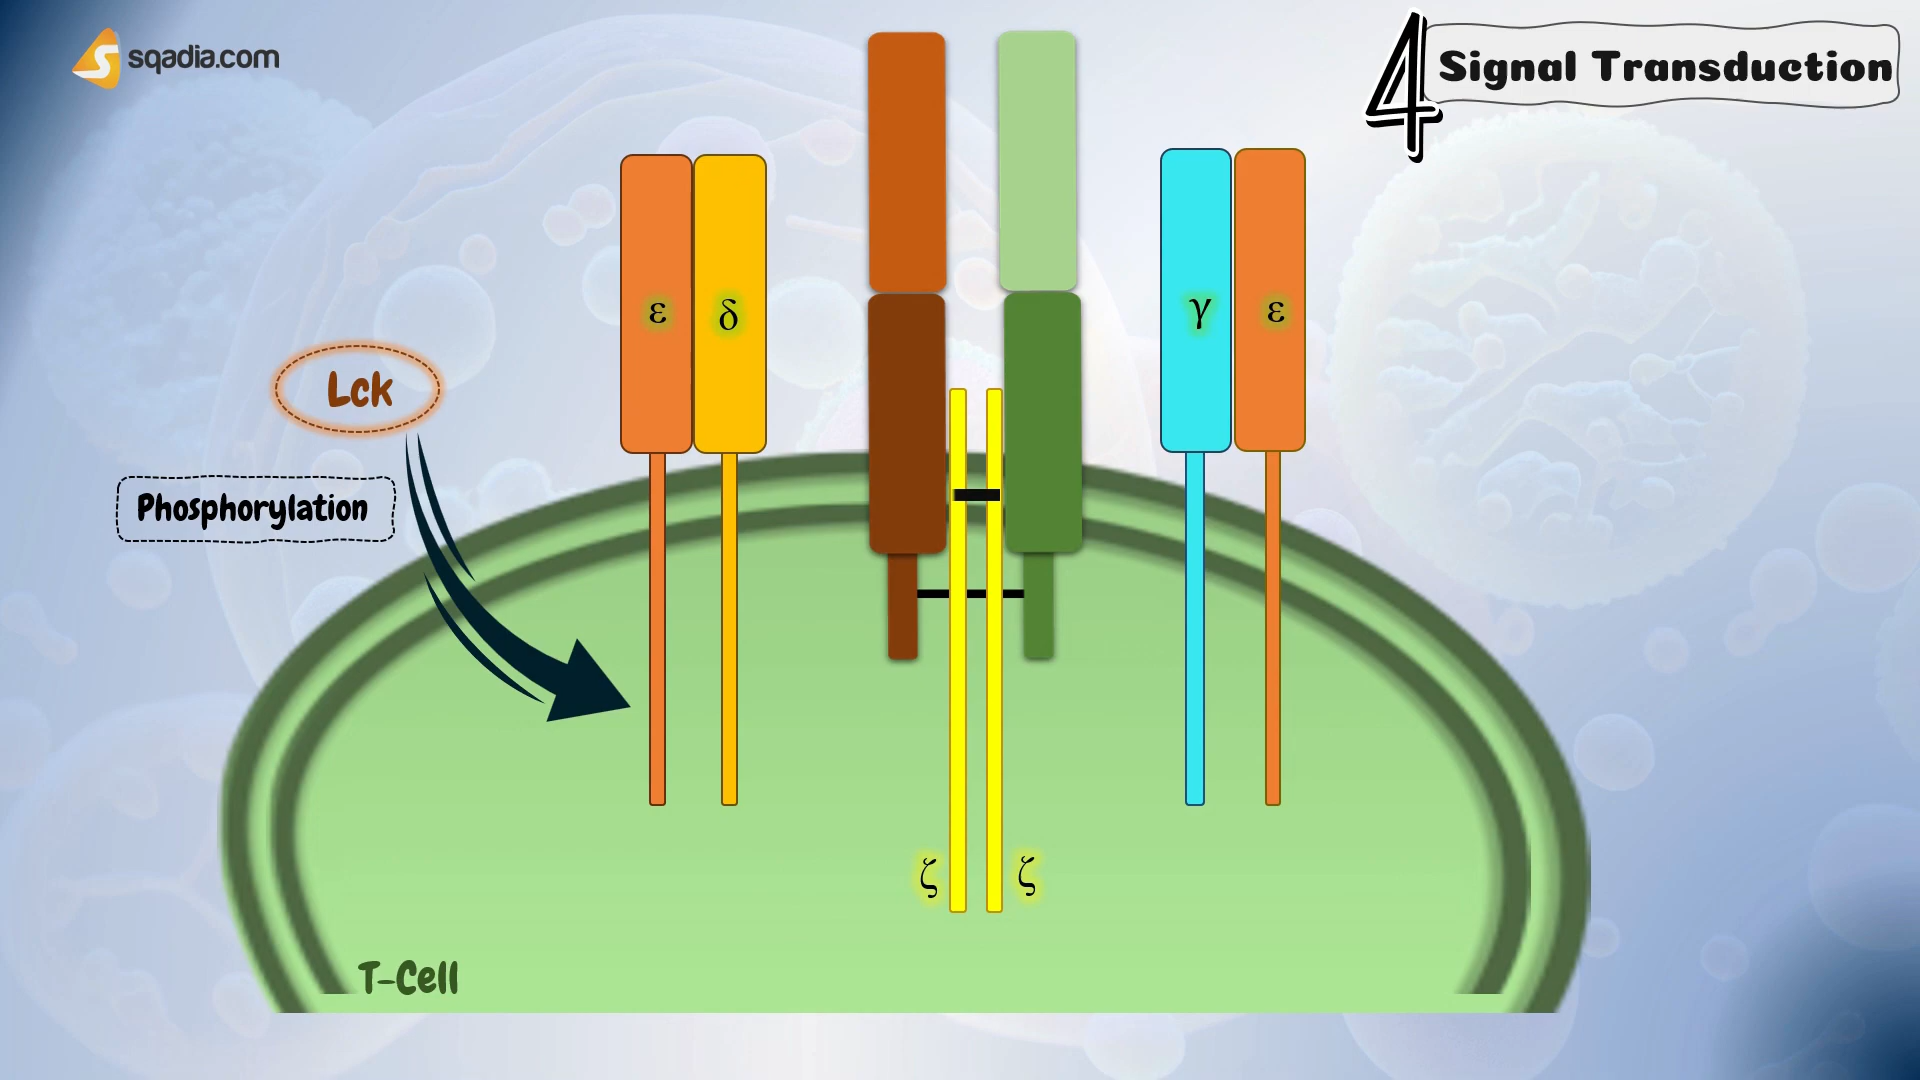 sqadia.com
4 Signal Transduction
ε δ γ ε
Lck
Phosphorylation
ζ ζ
T-Cell